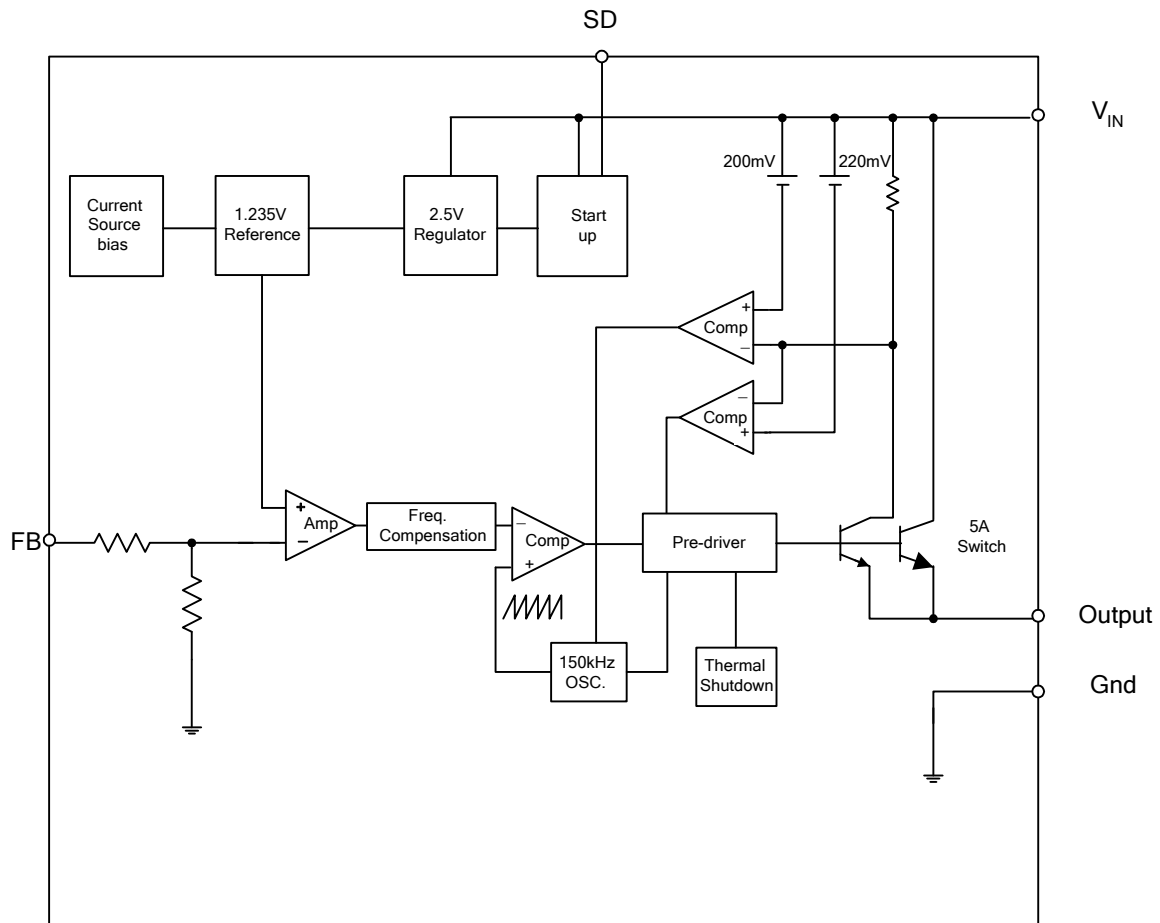 SD
V_IN
200mV
220mV
Current
Source
bias
1.235V
Reference
2.5V
Regulator
Start
up
+
Comp
−
−
Comp
+
FB
+
Amp
−
Freq.
Compensation
−
Comp
+
Pre-driver
5A
Switch
Output
150kHz
OSC.
Thermal
Shutdown
Gnd